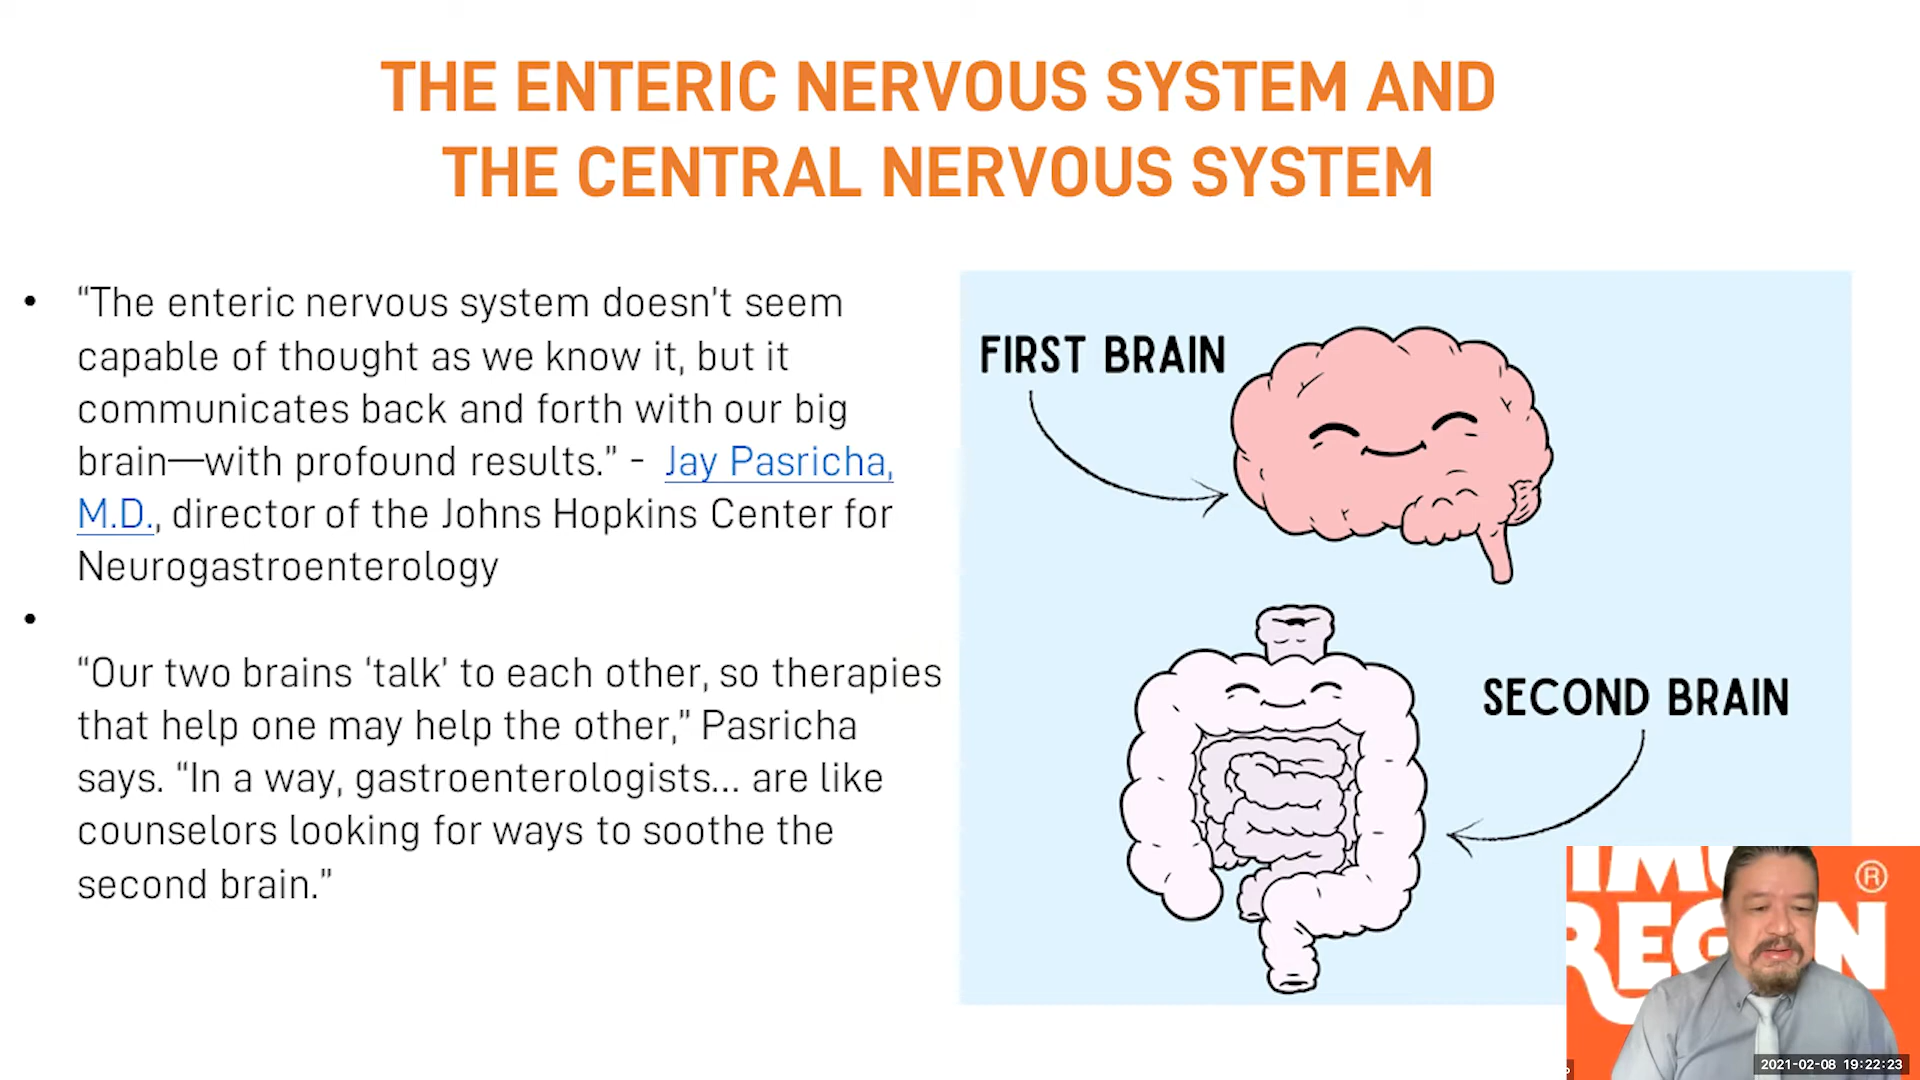 THE ENTERIC NERVOUS SYSTEM AND
THE CENTRAL NERVOUS SYSTEM
• “The enteric nervous system doesn’t seem
capable of thought as we know it, but it
communicates back and forth with our big
brain—with profound results.” - Jay Pasricha,
M.D., director of the Johns Hopkins Center for
Neurogastroenterology
•
“Our two brains ‘talk’ to each other, so therapies
that help one may help the other,” Pasricha
says. “In a way, gastroenterologists... are like
counselors looking for ways to soothe the
second brain.”
FIRST BRAIN
SECOND BRAIN
®
2021-02-08 19:22:23